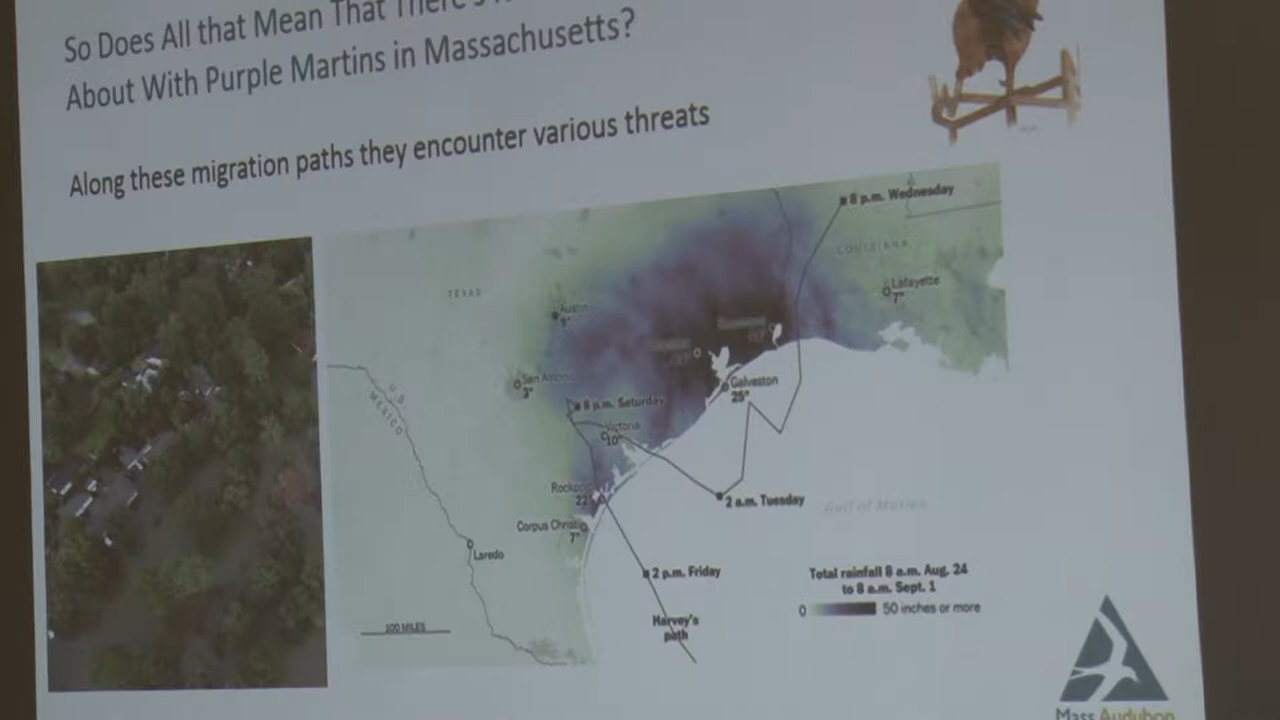 So Does All that Mean That There's
About With Purple Martins in Massachusetts?
Along these migration paths they encounter various threats
8 p.m. Wednesday
LOUISIANA
Lafayette
7"
TEXAS
Austin
San Antonio
3"
U.S.
MEXICO
8 p.m. Saturday
Galveston
25"
Victoria
10"
Rockport
22"
2 a.m. Tuesday
Gulf of Mexico
Corpus Christi
7"
Laredo
2 p.m. Friday
Total rainfall 8 a.m. Aug. 24
to 8 a.m. Sept. 1
0 50 inches or more
Harvey's
path
100 MILES
Mass Audubon